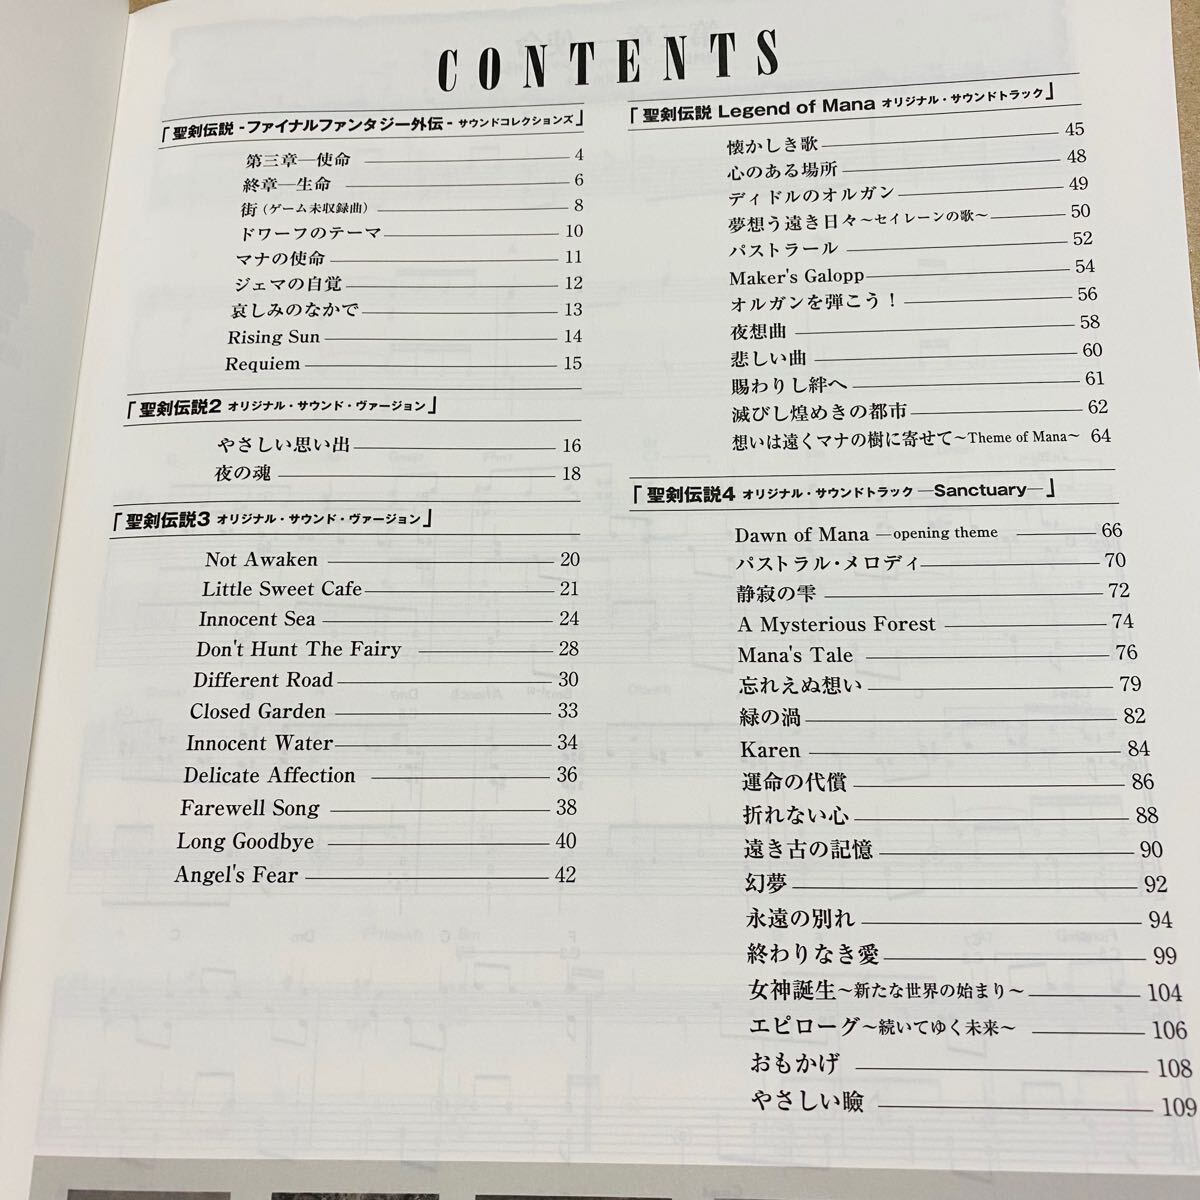 CONTENTS
「聖剣伝説 -ファイナルファンタジー外伝- サウンドコレクションズ」
第三章―使命 4
終章―生命 6
街（ゲーム未収録曲） 8
ドワーフのテーマ 10
マナの使命 11
ジェマの自覚 12
哀しみのなかで 13
Rising Sun 14
Requiem 15
「聖剣伝説2 オリジナル・サウンド・ヴァージョン」
やさしい思い出 16
夜の魂 18
「聖剣伝説3 オリジナル・サウンド・ヴァージョン」
Not Awaken 20
Little Sweet Cafe 21
Innocent Sea 24
Don't Hunt The Fairy 28
Different Road 30
Closed Garden 33
Innocent Water 34
Delicate Affection 36
Farewell Song 38
Long Goodbye 40
Angel's Fear 42
「聖剣伝説 Legend of Mana オリジナル・サウンドトラック」
懐かしき歌 45
心のある場所 48
ディドルのオルガン 49
夢想う遠き日々～セイレーンの歌～ 50
パストラール 52
Maker's Galopp 54
オルガンを弾こう！ 56
夜想曲 58
悲しい曲 60
賜わりし絆へ 61
滅びし煌めきの都市 62
想いは遠くマナの樹に寄せて～Theme of Mana～ 64
「聖剣伝説4 オリジナル・サウンドトラック ―Sanctuary―」
Dawn of Mana ―opening theme 66
パストラル・メロディ 70
静寂の雫 72
A Mysterious Forest 74
Mana's Tale 76
忘れえぬ想い 79
緑の渦 82
Karen 84
運命の代償 86
折れない心 88
遠き古の記憶 90
幻夢 92
永遠の別れ 94
終わりなき愛 99
女神誕生～新たな世界の始まり～ 104
エピローグ～続いてゆく未来～ 106
おもかげ 108
やさしい瞼 109